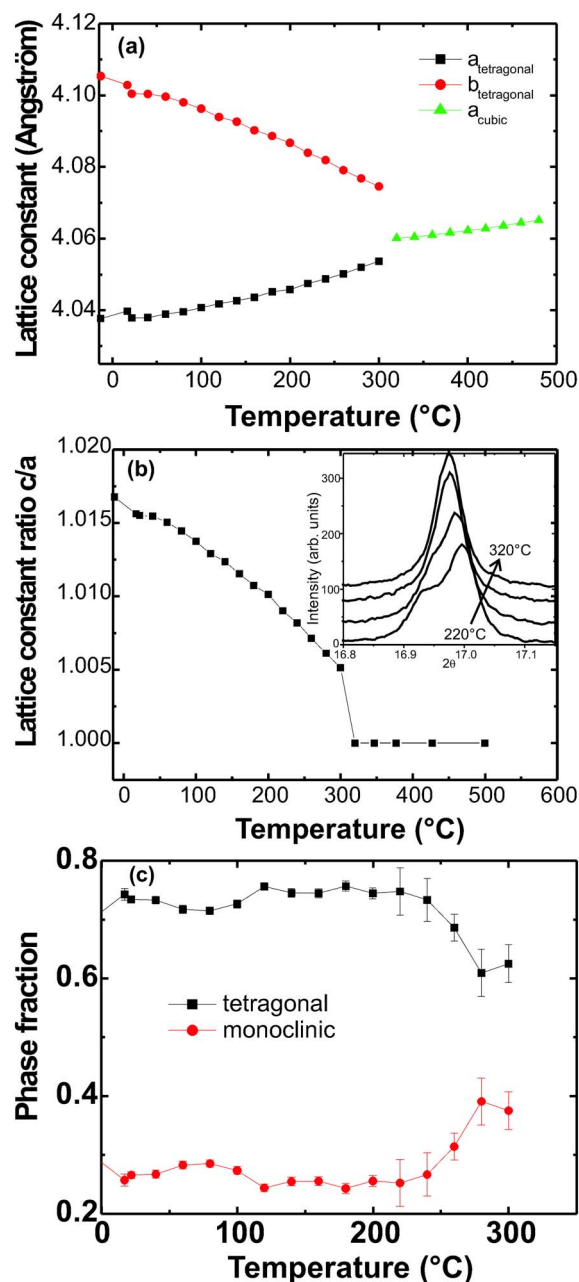 4.12
(a)
a tetragonal
b tetragonal
a cubic
4.10
4.08
4.06
4.04
Lattice constant (Angström)
0 100 200 300 400 500
Temperature (°C)
1.020
(b)
1.015
1.010
1.005
1.000
Lattice constant ratio c/a
300
200
100
0
Intensity (arb. units)
320°C
220°C
16.8 16.9 17.0 17.1
2θ
0 100 200 300 400 500 600
Temperature (°C)
0.8
(c)
0.6
0.4
0.2
Phase fraction
tetragonal
monoclinic
0 100 200 300
Temperature (°C)